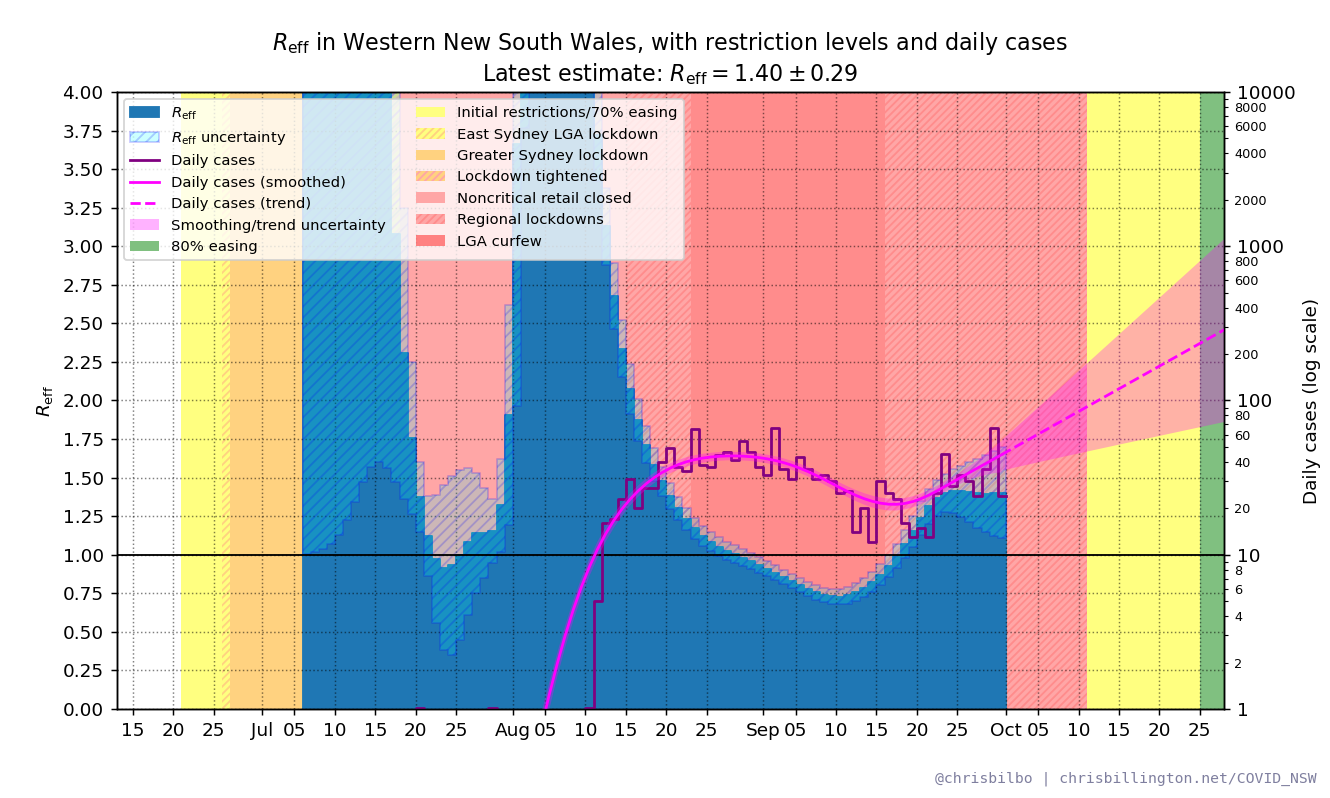 Reff in Western New South Wales, with restriction levels and daily cases
Latest estimate: Reff = 1.40 ± 0.29
Reff
Reff uncertainty
Daily cases
Daily cases (smoothed)
Daily cases (trend)
Smoothing/trend uncertainty
80% easing
Initial restrictions/70% easing
East Sydney LGA lockdown
Greater Sydney lockdown
Lockdown tightened
Noncritical retail closed
Regional lockdowns
LGA curfew
Reff
4.00
3.75
3.50
3.25
3.00
2.75
2.50
2.25
2.00
1.75
1.50
1.25
1.00
0.75
0.50
0.25
0.00
10000
8000
6000
4000
2000
1000
800
600
400
200
100
80
60
40
20
10
8
6
4
2
1
Daily cases (log scale)
15 20 25 Jul 05 10 15 20 25 Aug 05 10 15 20 25 Sep 05 10 15 20 25 Oct 05 10 15 20 25
@chrisbilbo | chrisbillington.net/COVID_NSW